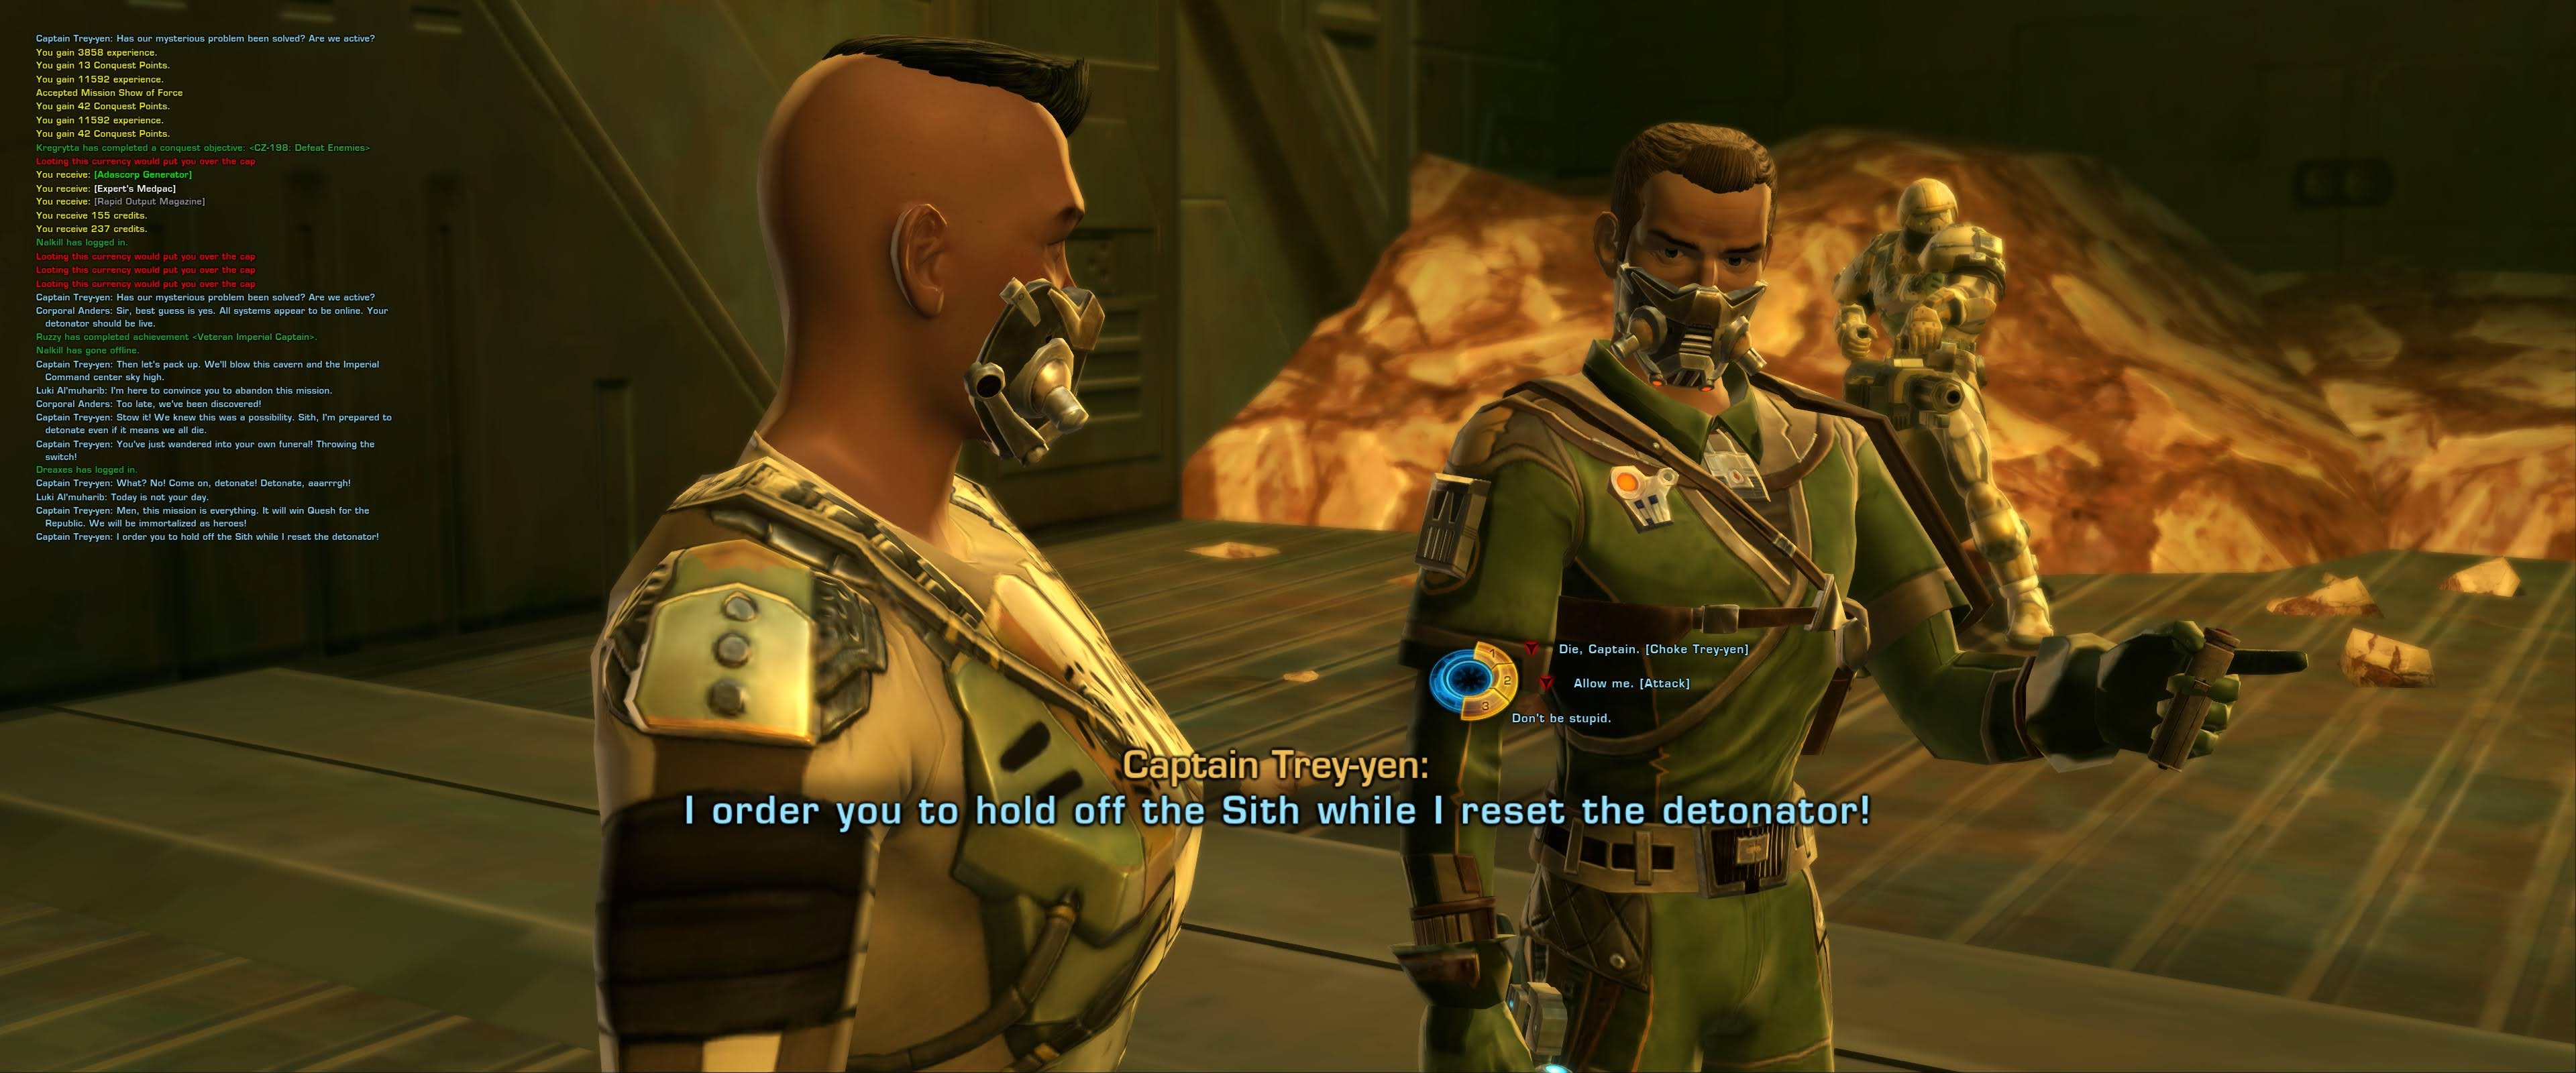 Captain Trey-yen: Has our mysterious problem been solved? Are we active?
You gain 3858 experience.
You gain 13 Conquest Points.
You gain 11592 experience.
Accepted Mission Show of Force
You gain 42 Conquest Points.
You gain 11592 experience.
You gain 42 Conquest Points.
Kregrytta has completed a conquest objective: <CZ-198: Defeat Enemies>
Looting this currency would put you over the cap
You receive: [Adascorp Generator]
You receive: [Expert's Medpac]
You receive: [Rapid Output Magazine]
You receive 155 credits.
You receive 237 credits.
Nalkill has logged in.
Looting this currency would put you over the cap
Looting this currency would put you over the cap
Looting this currency would put you over the cap
Captain Trey-yen: Has our mysterious problem been solved? Are we active?
Corporal Anders: Sir, best guess is yes. All systems appear to be online. Your
detonator should be live.
Ruzzy has completed achievement <Veteran Imperial Captain>.
Nalkill has gone offline.
Captain Trey-yen: Then let's pack up. We'll blow this cavern and the Imperial
Command center sky high.
Luki Al'muharib: I'm here to convince you to abandon this mission.
Corporal Anders: Too late, we've been discovered!
Captain Trey-yen: Stow it! We knew this was a possibility. Sith, I'm prepared to
detonate even if it means we all die.
Captain Trey-yen: You've just wandered into your own funeral! Throwing the
switch!
Dreaxes has logged in.
Captain Trey-yen: What? No! Come on, detonate! Detonate, aaarrrgh!
Luki Al'muharib: Today is not your day.
Captain Trey-yen: Men, this mission is everything. It will win Quesh for the
Republic. We will be immortalized as heroes!
Captain Trey-yen: I order you to hold off the Sith while I reset the detonator!
1 Die, Captain. [Choke Trey-yen]
2 Allow me. [Attack]
3 Don't be stupid.
Captain Trey-yen:
I order you to hold off the Sith while I reset the detonator!